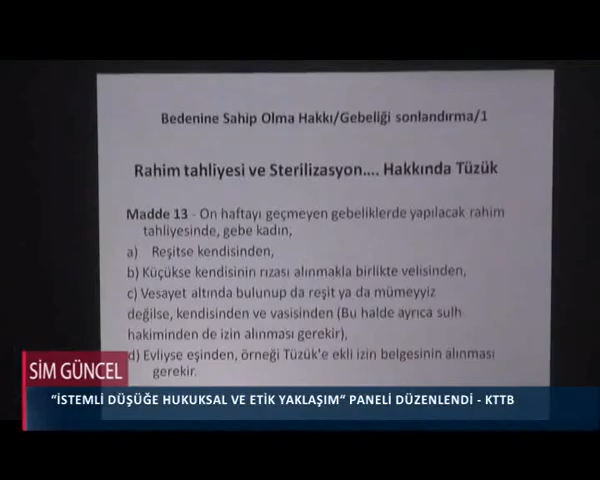 Bedenine Sahip Olma Hakkı/Gebeliği sonlandırma/1
Rahim tahliyesi ve Sterilizasyon.... Hakkında Tüzük
Madde 13 - On haftayı geçmeyen gebeliklerde yapılacak rahim
tahliyesinde, gebe kadın,
a) Reşitse kendisinden,
b) Küçükse kendisinin rızası alınmakla birlikte velisinden,
c) Vesayet altında bulunup da reşit ya da mümeyyiz
değilse, kendisinden ve vasisinden (Bu halde ayrıca sulh
hakiminden de izin alınması gerekir),
d) Evliyse eşinden, örneği Tüzük'e ekli izin belgesinin alınması
gerekir.
SİM GÜNCEL
“İSTEMLİ DÜŞÜĞE HUKUKSAL VE ETİK YAKLAŞIM“ PANELİ DÜZENLENDİ - KTTB